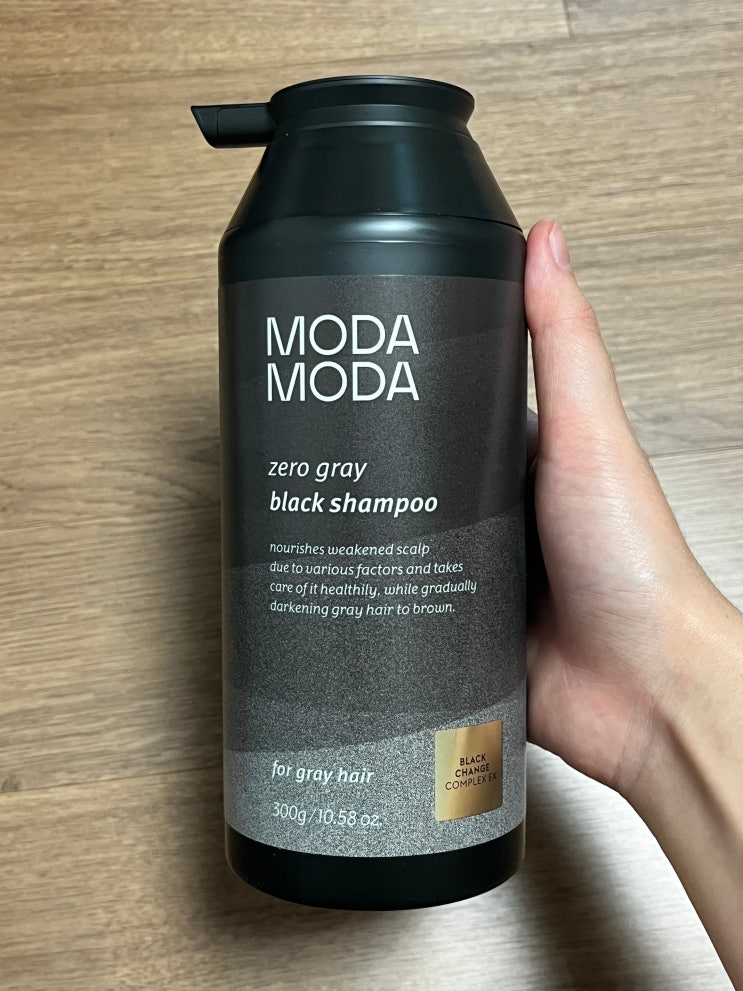 MODA
MODA
zero gray
black shampoo
nourishes weakened scalp
due to various factors and takes
care of it healthily, while gradually
darkening gray hair to brown.
for gray hair
300g/10.58 oz.
BLACK
CHANGE
COMPLEX EX